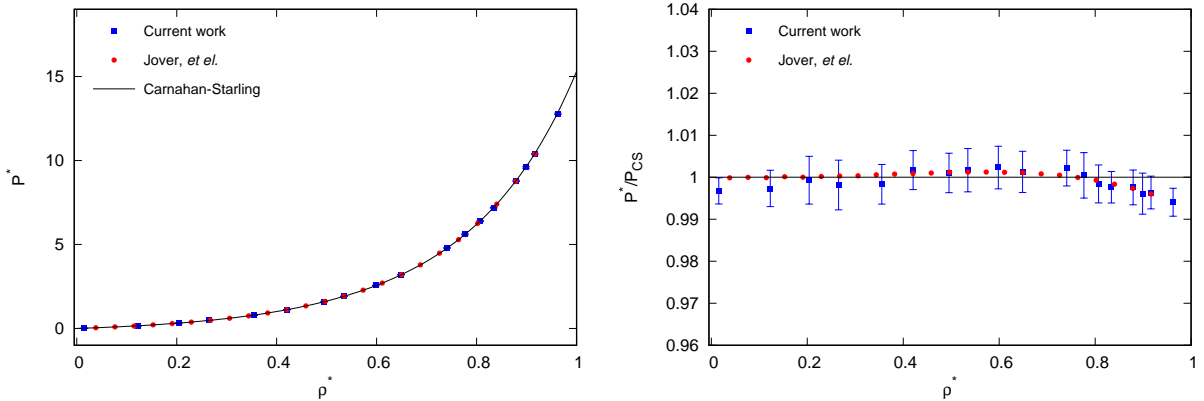 Current work
Jover, et el.
Carnahan-Starling
P*
15
10
5
0
0 0.2 0.4 0.6 0.8 1
ρ*
Current work
Jover, et el.
P*/PCS
1.04
1.03
1.02
1.01
1
0.99
0.98
0.97
0.96
0 0.2 0.4 0.6 0.8 1
ρ*